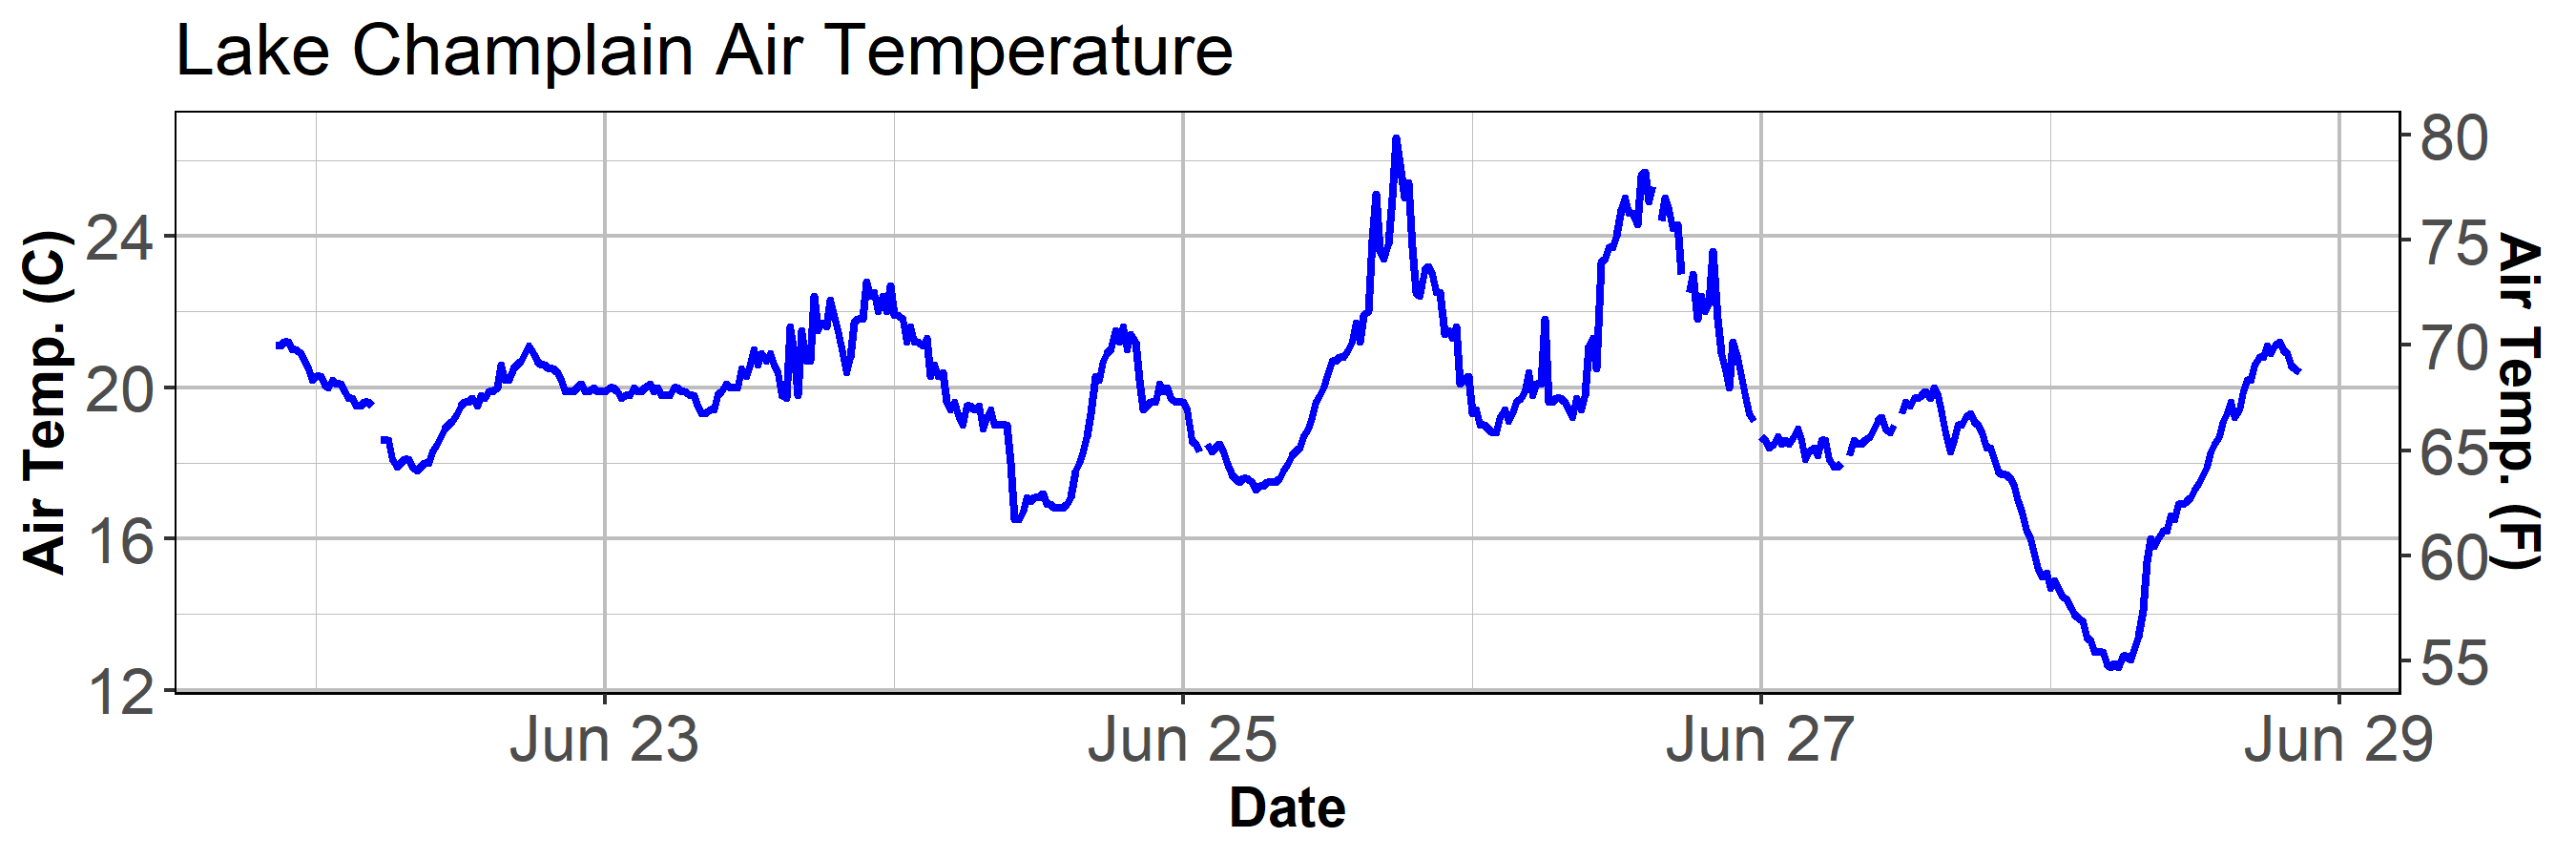 Lake Champlain Air Temperature
Air Temp. (C)
24
20
16
12
80
75
70
65
60
55
Air Temp. (F)
Jun 23 Jun 25 Jun 27 Jun 29
Date